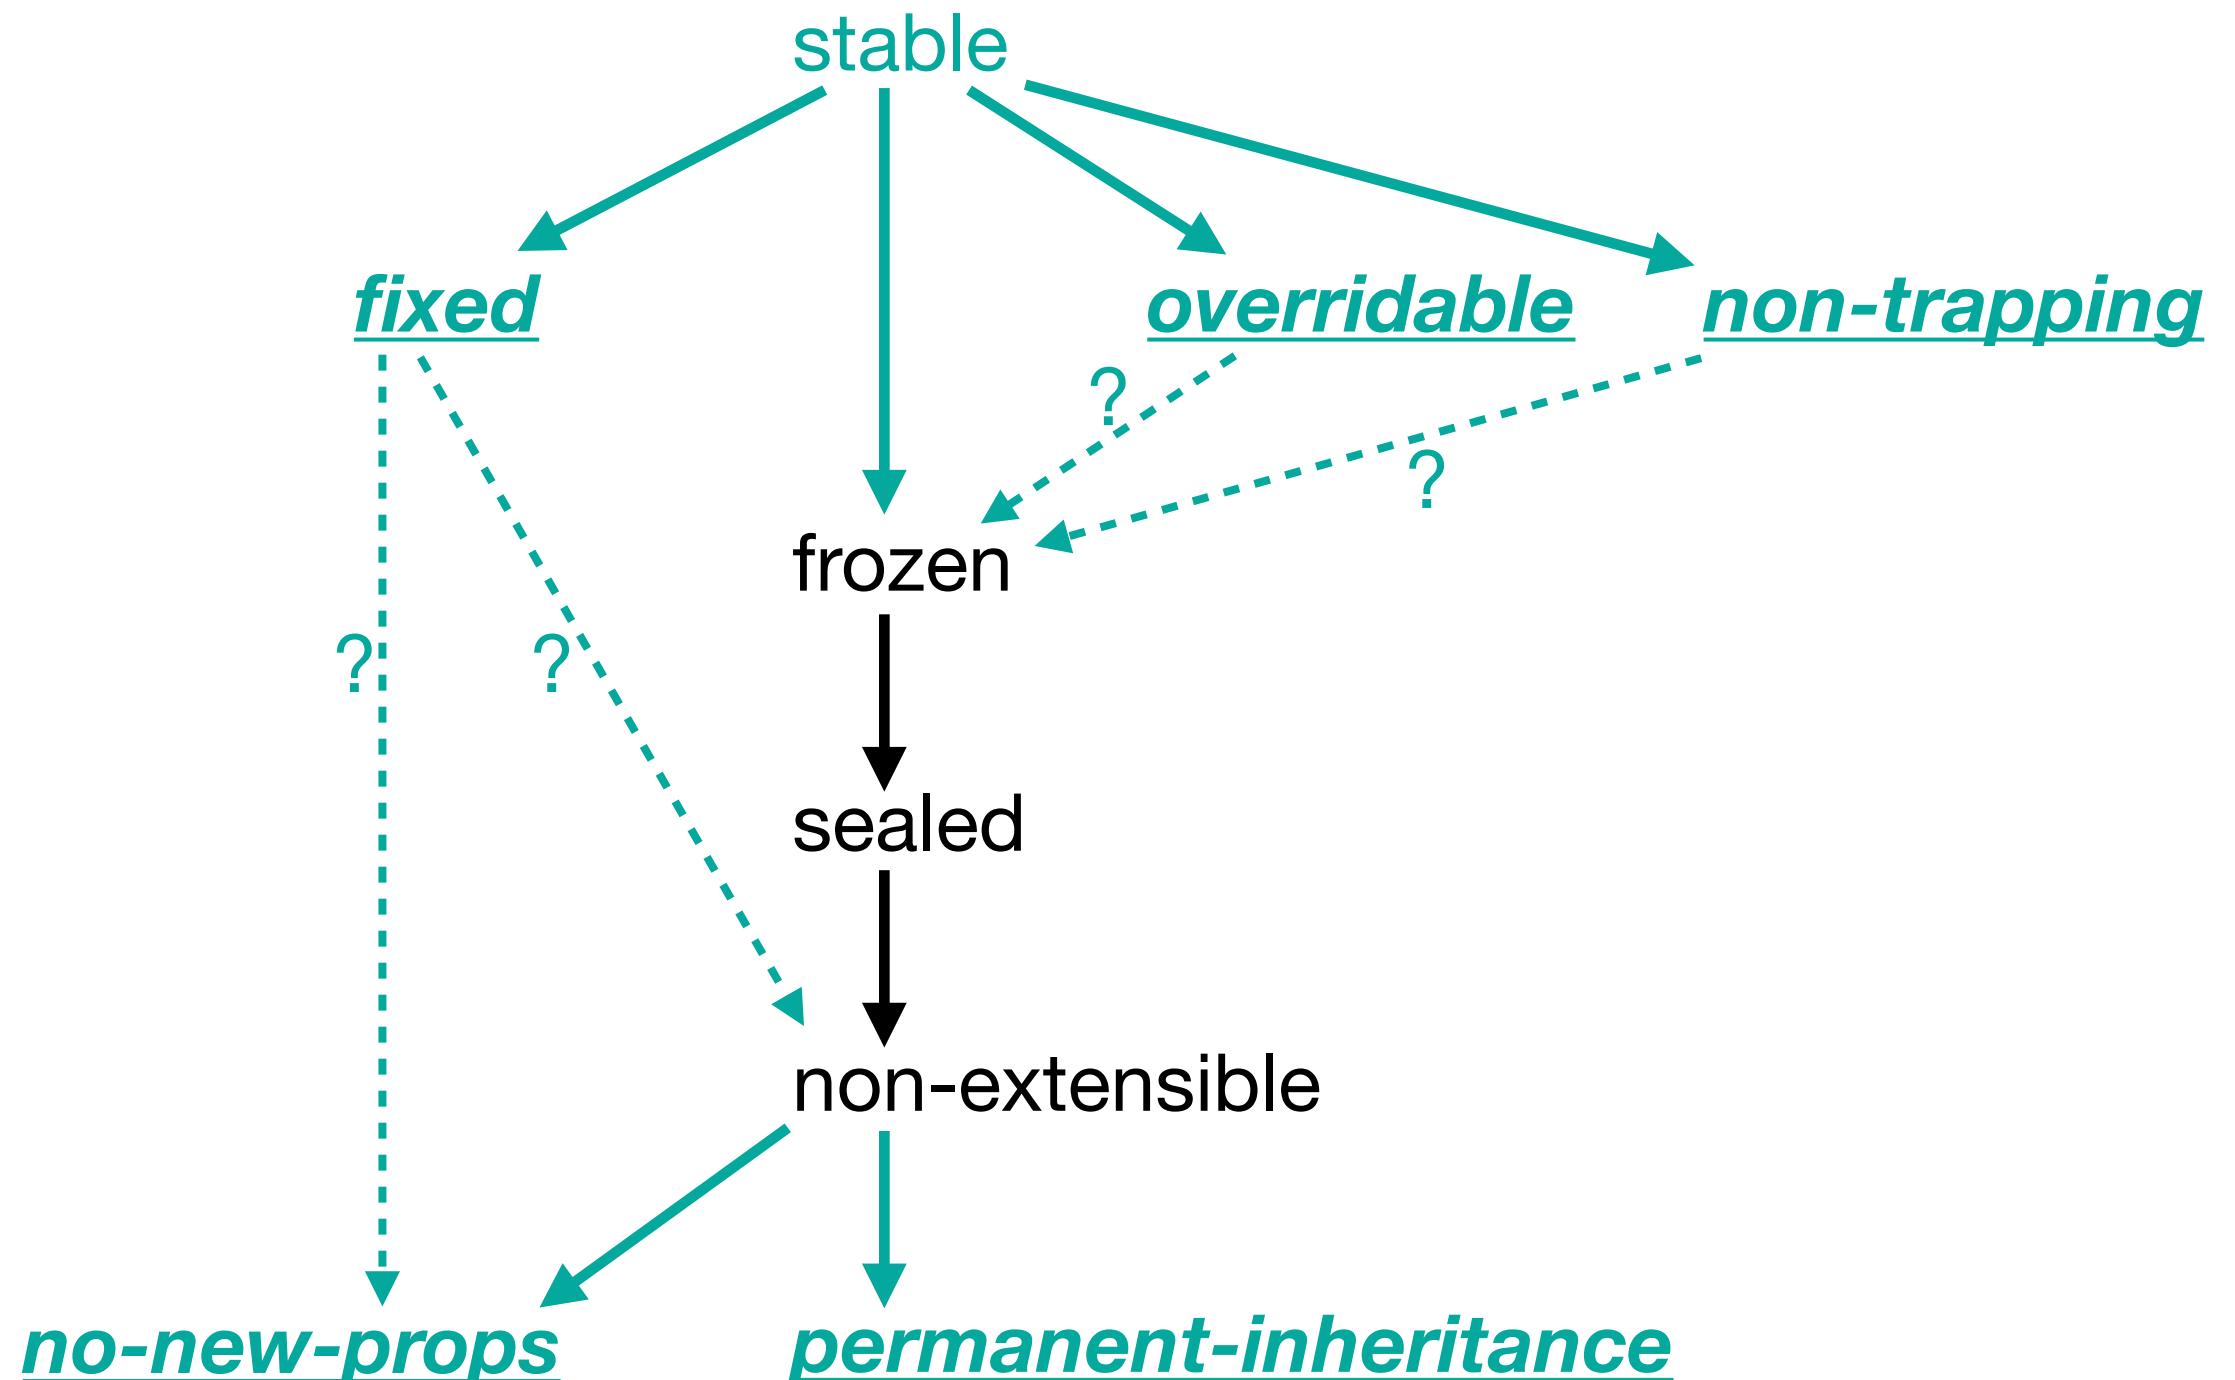 stable
fixed
overridable
non-trapping
?
?
frozen
?
?
sealed
non-extensible
no-new-props
permanent-inheritance